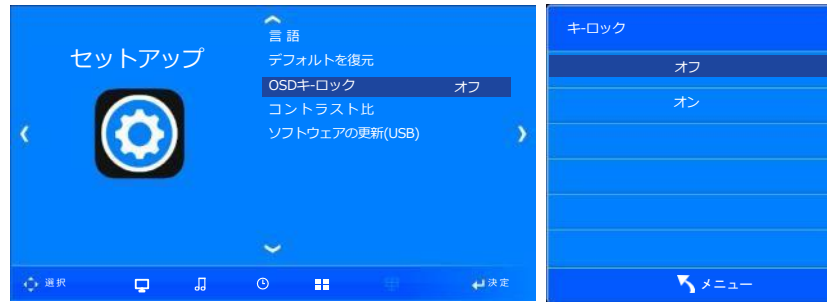 セットアップ
言語
デフォルトを復元
OSDキ-ロック オフ
コントラスト比
ソフトウェアの更新(USB)
選択
決定
キ-ロック
オフ
オン
メニュー